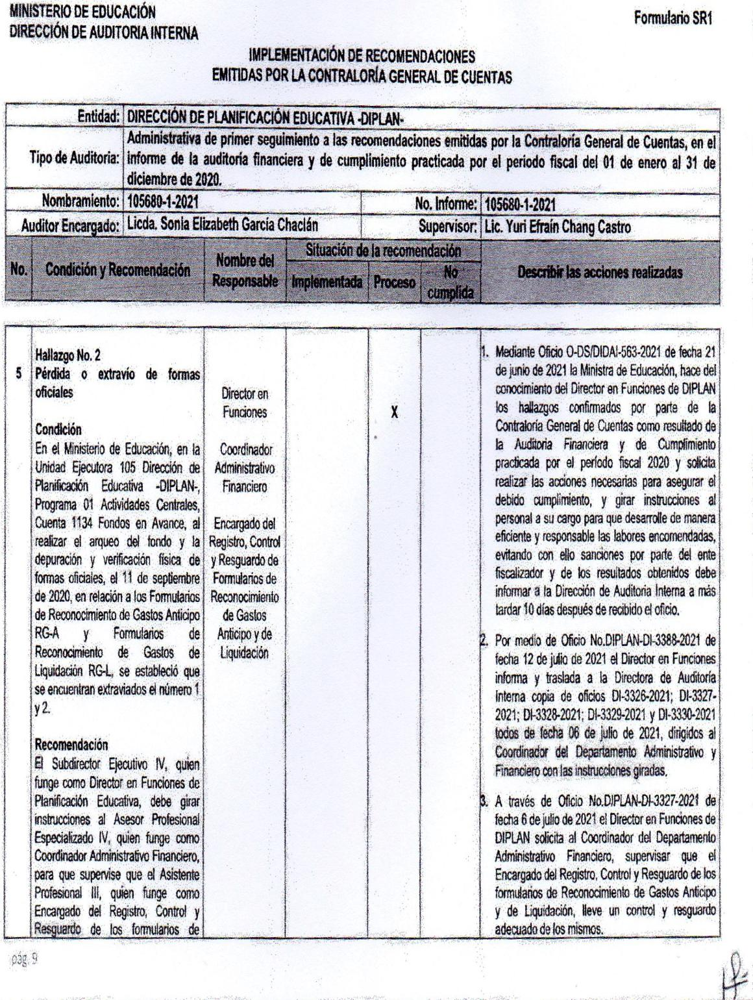 MINISTERIO DE EDUCACIÓN
DIRECCIÓN DE AUDITORIA INTERNA
Formulario SR1
IMPLEMENTACIÓN DE RECOMENDACIONES
EMITIDAS POR LA CONTRALORÍA GENERAL DE CUENTAS
Entidad: DIRECCIÓN DE PLANIFICACIÓN EDUCATIVA -DIPLAN-
Tipo de Auditoria: Administrativa de primer seguimiento a las recomendaciones emitidas por la Contraloría General de Cuentas, en el
informe de la auditoría financiera y de cumplimiento practicada por el periodo fiscal del 01 de enero al 31 de
diciembre de 2020.
Nombramiento: 105680-1-2021 No. Informe: 105680-1-2021
Auditor Encargado: Licda. Sonia Elizabeth García Chaclán Supervisor: Lic. Yuri Efraín Chang Castro
No. Condición y Recomendación
Nombre del
Responsable
Situación de la recomendación
Implementada Proceso
No
cumplida
Describir las acciones realizadas
5
Hallazgo No. 2
Pérdida o extravío de formas
oficiales
Condición
En el Ministerio de Educación, en la
Unidad Ejecutora 105 Dirección de
Planificación Educativa -DIPLAN-,
Programa 01 Actividades Centrales,
Cuenta 1134 Fondos en Avance, al
realizar el arqueo del fondo y la
depuración y verificación física de
formas oficiales, el 11 de septiembre
de 2020, en relación a los Formularios
de Reconocimiento de Gastos Anticipo
RG-A y Formularios de
Reconocimiento de Gastos de
Liquidación RG-L, se estableció que
se encuentran extraviados el número 1
y 2.
Recomendación
El Subdirector Ejecutivo IV, quien
funge como Director en Funciones de
Planificación Educativa, debe girar
instrucciones al Asesor Profesional
Especializado IV, quien funge como
Coordinador Administrativo Financiero,
para que supervise que el Asistente
Profesional III, quien funge como
Encargado del Registro, Control y
Resguardo de los formularios de
Director en
Funciones
Coordinador
Administrativo
Financiero
Encargado del
Registro, Control
y Resguardo de
Formularios de
Reconocimiento
de Gastos
Anticipo y de
Liquidación
X
1. Mediante Oficio O-DS/DIDAI-563-2021 de fecha 21
de junio de 2021 la Ministra de Educación, hace del
conocimiento del Director en Funciones de DIPLAN
los hallazgos confirmados por parte de la
Contraloría General de Cuentas como resultado de
la Auditoria Financiera y de Cumplimiento
practicada por el período fiscal 2020 y solicita
realizar las acciones necesarias para asegurar el
debido cumplimiento, y girar instrucciones al
personal a su cargo para que desarrolle de manera
eficiente y responsable las labores encomendadas,
evitando con ello sanciones por parte del ente
fiscalizador y de los resultados obtenidos debe
informar a la Dirección de Auditoria Interna a más
tardar 10 días después de recibido el oficio.
2. Por medio de Oficio No.DIPLAN-DI-3388-2021 de
fecha 12 de julio de 2021 el Director en Funciones
informa y traslada a la Directora de Auditoría
Interna copia de oficios DI-3326-2021; DI-3327-
2021; DI-3328-2021; DI-3329-2021 y DI-3330-2021
todos de fecha 06 de julio de 2021, dirigidos al
Coordinador del Departamento Administrativo y
Financiero con las instrucciones giradas.
3. A través de Oficio No.DIPLAN-DI-3327-2021 de
fecha 6 de julio de 2021 el Director en Funciones de
DIPLAN solicita al Coordinador del Departamento
Administrativo Financiero, supervisar que el
Encargado del Registro, Control y Resguardo de los
formularios de Reconocimiento de Gastos Anticipo
y de Liquidación, lleve un control y resguardo
adecuado de los mismos.
pág. 9